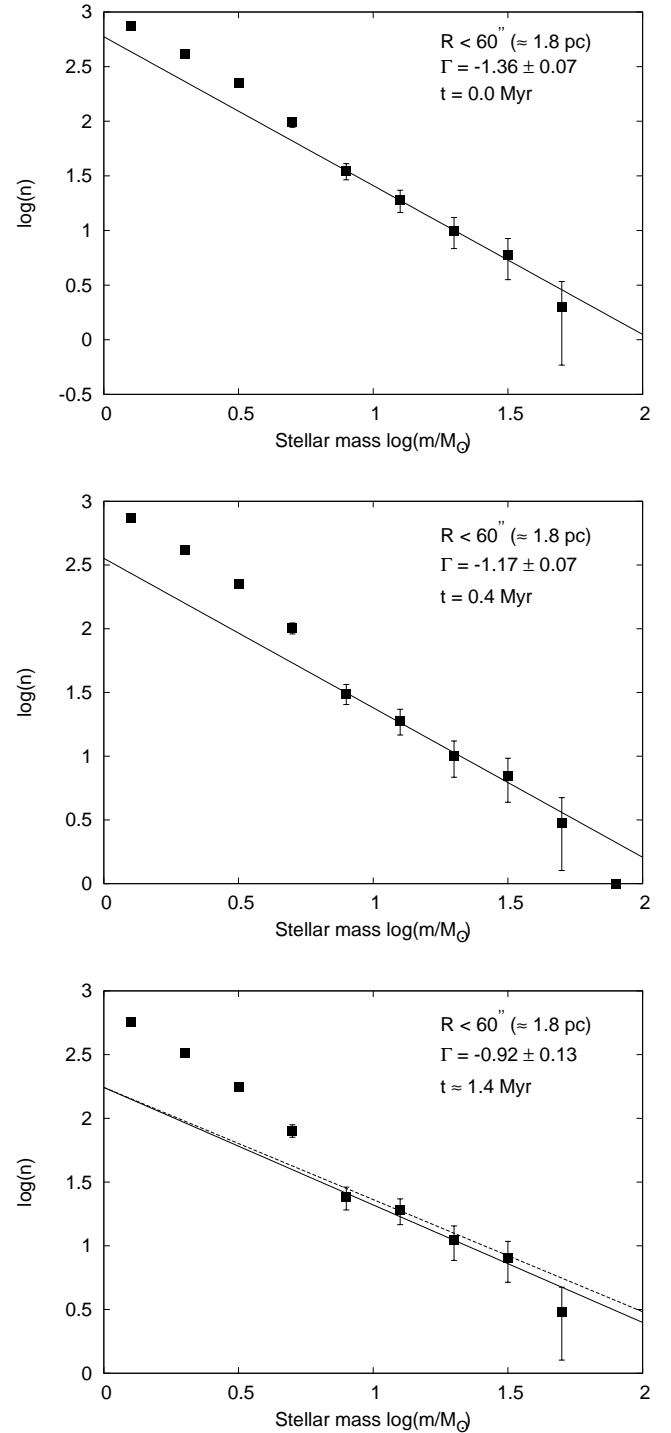 3
2.5
2
1.5
1
0.5
0
-0.5
log(n)
R < 60” (≈ 1.8 pc)
Γ = -1.36 ± 0.07
t = 0.0 Myr
0 0.5 1 1.5 2
Stellar mass log(m/M⊙)
3
2.5
2
1.5
1
0.5
0
log(n)
R < 60” (≈ 1.8 pc)
Γ = -1.17 ± 0.07
t = 0.4 Myr
0 0.5 1 1.5 2
Stellar mass log(m/M⊙)
3
2.5
2
1.5
1
0.5
0
log(n)
R < 60” (≈ 1.8 pc)
Γ = -0.92 ± 0.13
t ≈ 1.4 Myr
0 0.5 1 1.5 2
Stellar mass log(m/M⊙)